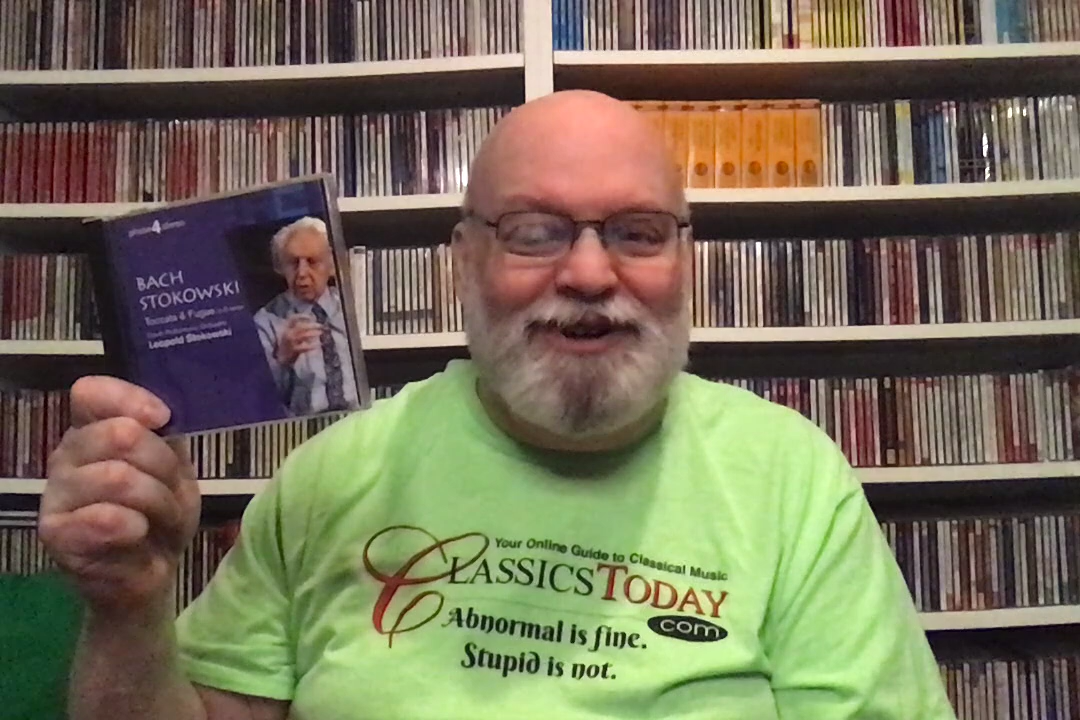 phase 4 stereo
BACH
STOKOWSKI
Toccata & Fugue
Leopold Stokowski
Your Online Guide to Classical Music
CLASSICSTODAY
com
Abnormal is fine.
Stupid is not.